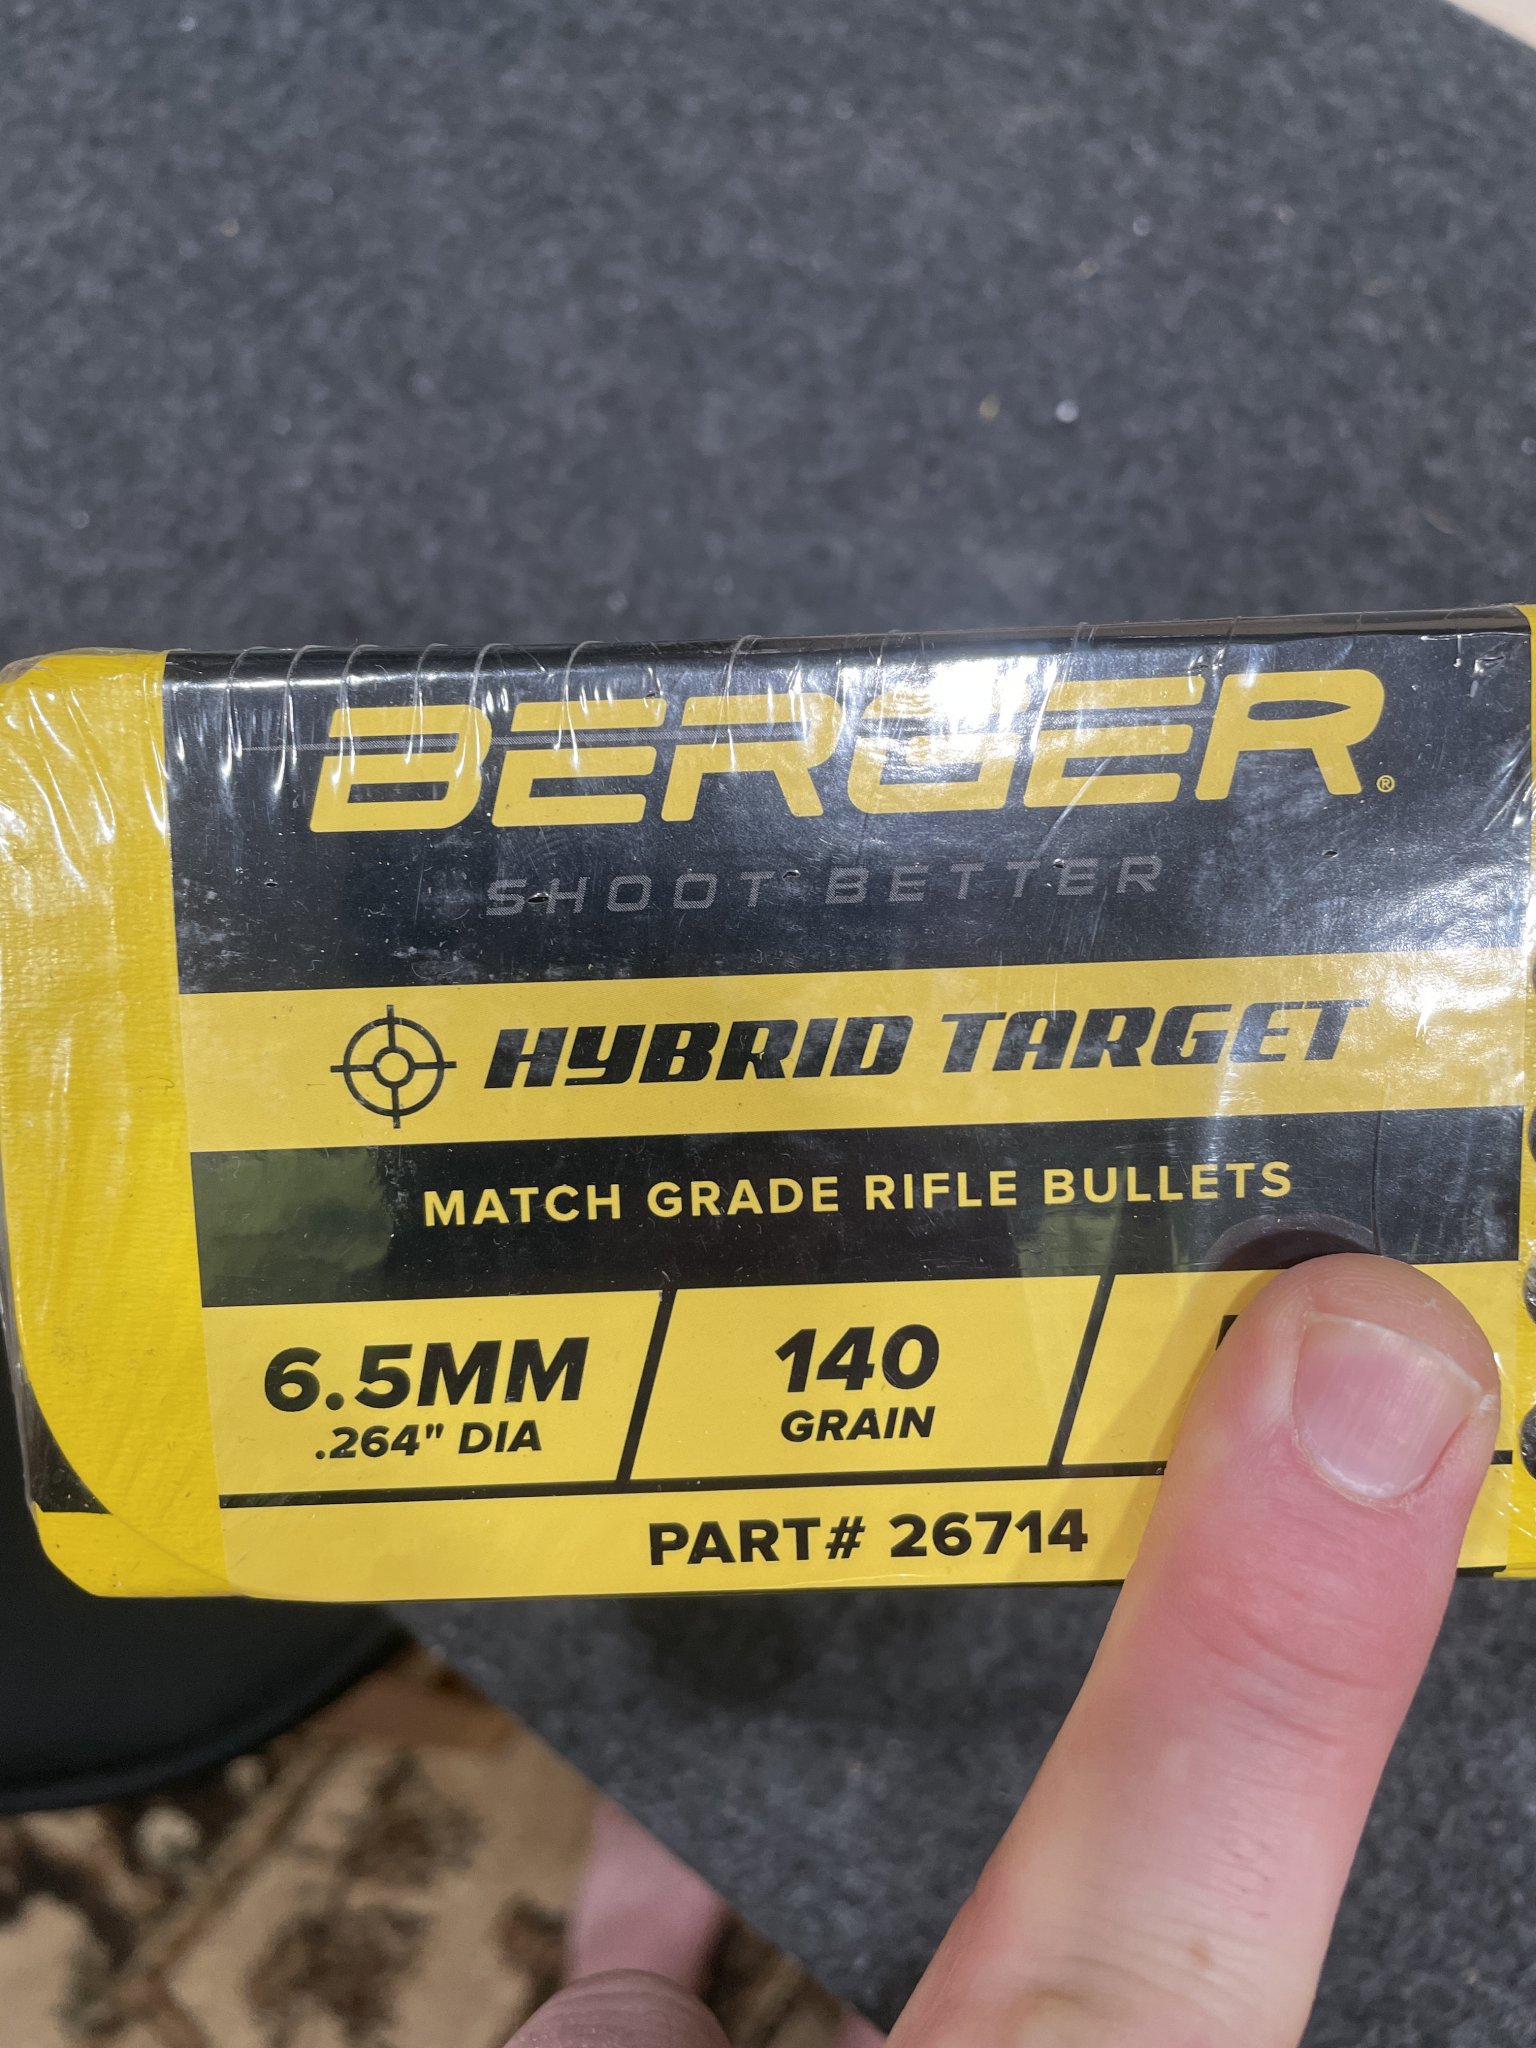 BERGER®
SHOOT BETTER
HYBRID TARGET
MATCH GRADE RIFLE BULLETS
6.5MM
.264" DIA
140
GRAIN
PART# 26714